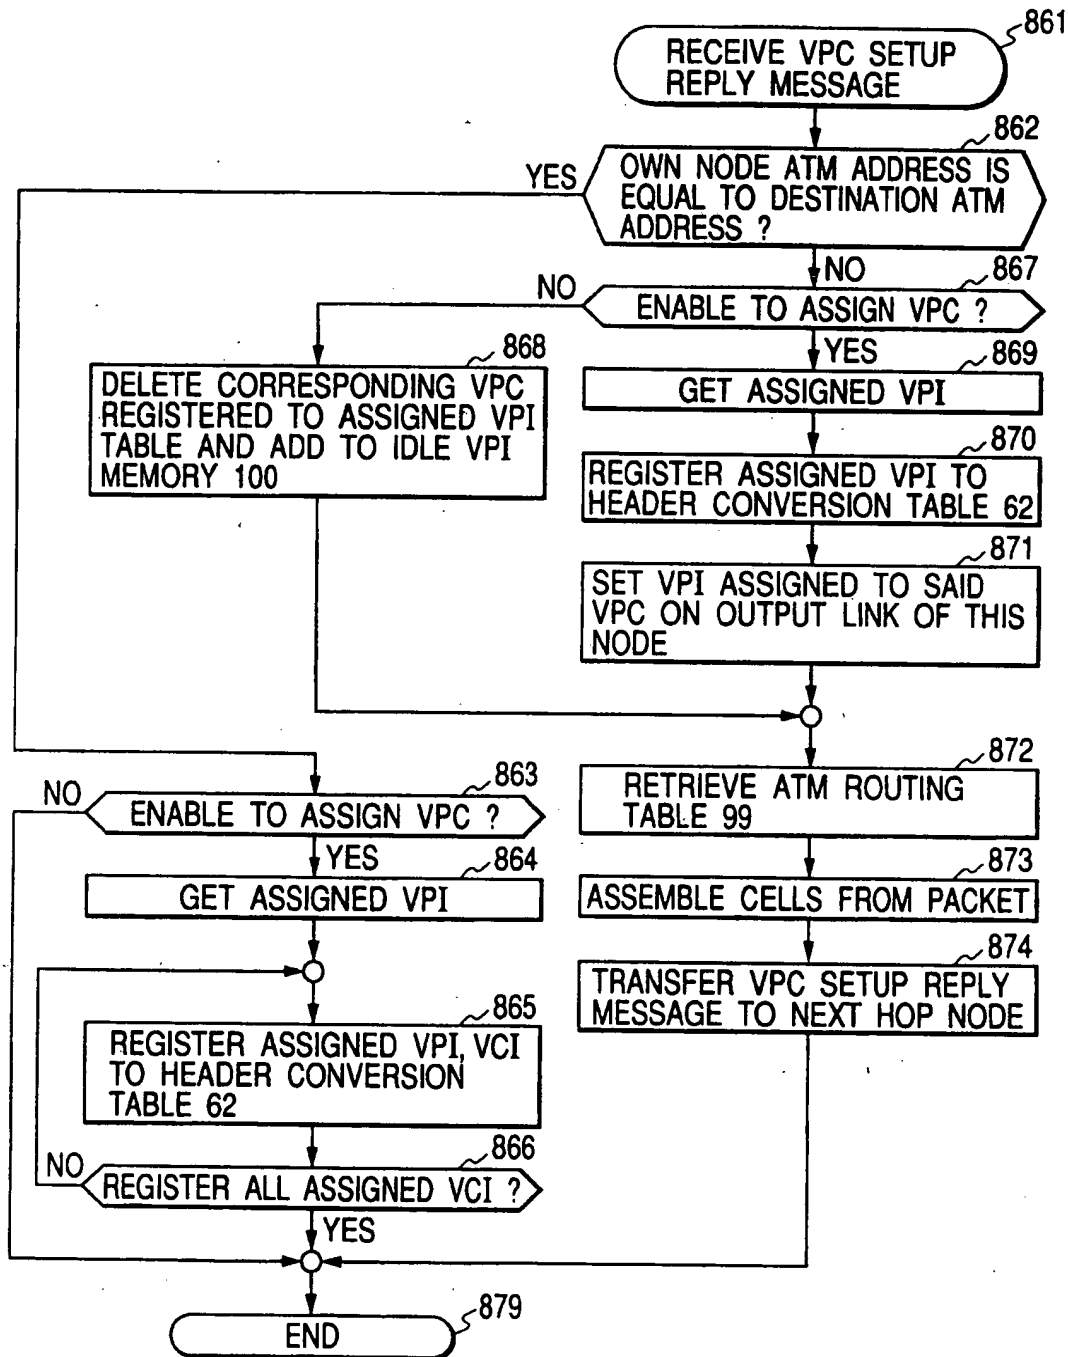 861
RECEIVE VPC SETUP
REPLY MESSAGE
862
YES
OWN NODE ATM ADDRESS IS
EQUAL TO DESTINATION ATM
ADDRESS ?
NO
867
NO
ENABLE TO ASSIGN VPC ?
868
DELETE CORRESPONDING VPC
REGISTERED TO ASSIGNED VPI
TABLE AND ADD TO IDLE VPI
MEMORY 100
YES
869
GET ASSIGNED VPI
870
REGISTER ASSIGNED VPI TO
HEADER CONVERSION TABLE 62
871
SET VPI ASSIGNED TO SAID
VPC ON OUTPUT LINK OF THIS
NODE
863
NO
ENABLE TO ASSIGN VPC ?
YES
864
GET ASSIGNED VPI
865
REGISTER ASSIGNED VPI, VCI
TO HEADER CONVERSION
TABLE 62
866
NO
REGISTER ALL ASSIGNED VCI ?
YES
872
RETRIEVE ATM ROUTING
TABLE 99
873
ASSEMBLE CELLS FROM PACKET
874
TRANSFER VPC SETUP REPLY
MESSAGE TO NEXT HOP NODE
879
END